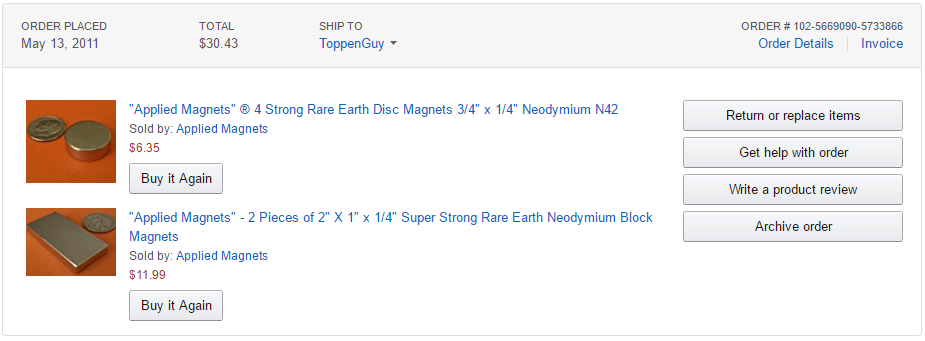 ORDER PLACED
May 13, 2011
TOTAL
$30.43
SHIP TO
ToppenGuy
ORDER # 102-5669090-5733866
Order Details
Invoice
"Applied Magnets" ® 4 Strong Rare Earth Disc Magnets 3/4" x 1/4" Neodymium N42
Sold by: Applied Magnets
$6.35
Buy it Again
"Applied Magnets" - 2 Pieces of 2" X 1" x 1/4" Super Strong Rare Earth Neodymium Block
Magnets
Sold by: Applied Magnets
$11.99
Buy it Again
Return or replace items
Get help with order
Write a product review
Archive order